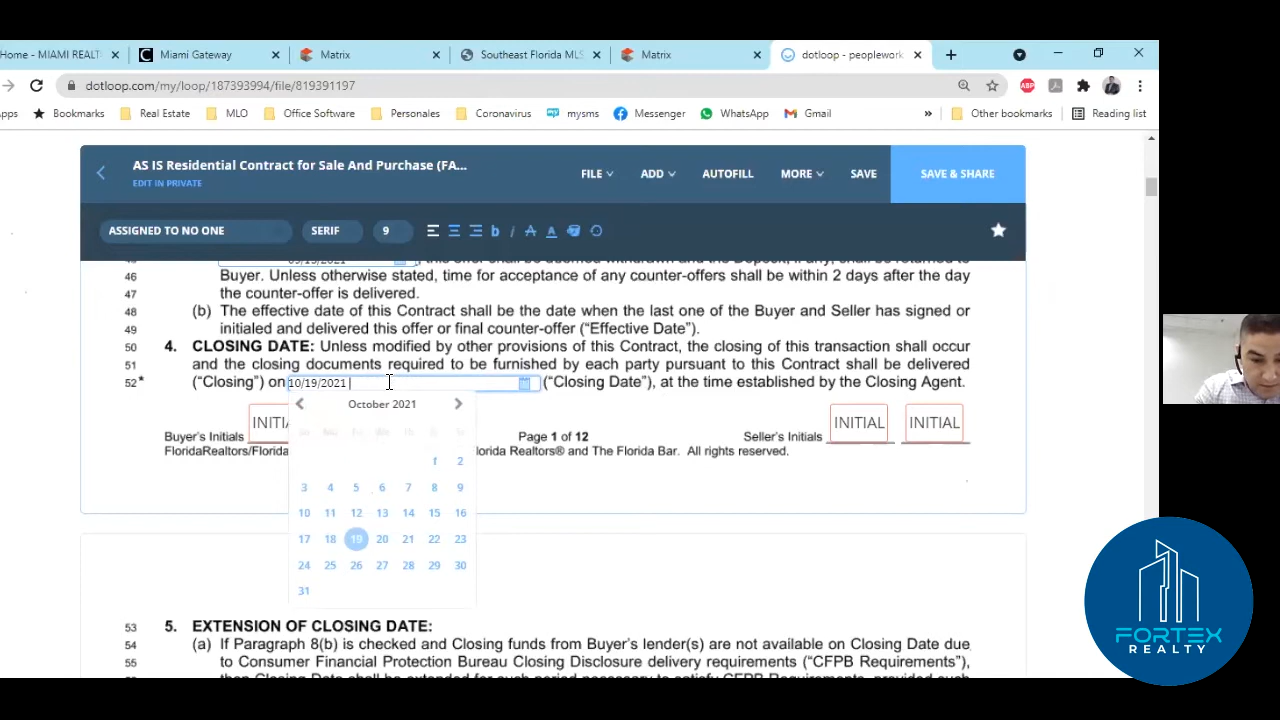 Home - MIAMI REALT
Miami Gateway
Matrix
Southeast Florida MLS
Matrix
dotloop - peoplework
dotloop.com/my/loop/187393994/file/819391197
ABP
pps
Bookmarks
Real Estate
MLO
Office Software
Personales
Coronavirus
mysms
Messenger
WhatsApp
Gmail
»
Other bookmarks
Reading list
AS IS Residential Contract for Sale And Purchase (FA...
EDIT IN PRIVATE
FILE
ADD
AUTOFILL
MORE
SAVE
SAVE & SHARE
ASSIGNED TO NO ONE
SERIF
9
b
A
A
46 Buyer. Unless otherwise stated, time for acceptance of any counter-offers shall be within 2 days after the day
47 the counter-offer is delivered.
48 (b) The effective date of this Contract shall be the date when the last one of the Buyer and Seller has signed or
49 initialed and delivered this offer or final counter-offer (“Effective Date”).
50 4. CLOSING DATE: Unless modified by other provisions of this Contract, the closing of this transaction shall occur
51 and the closing documents required to be furnished by each party pursuant to this Contract shall be delivered
52* (“Closing”) on 10/19/2021 (“Closing Date”), at the time established by the Closing Agent.
October 2021
INITI
INITIAL
INITIAL
Buyer's Initials
Page 1 of 12
Seller's Initials
FloridaRealtors/Florida
lorida Realtors® and The Florida Bar. All rights reserved.
1 2
3 4 5 6 7 8 9
10 11 12 13 14 15 16
17 18 19 20 21 22 23
24 25 26 27 28 29 30
31
53 5. EXTENSION OF CLOSING DATE:
54 (a) If Paragraph 8(b) is checked and Closing funds from Buyer's lender(s) are not available on Closing Date due
55 to Consumer Financial Protection Bureau Closing Disclosure delivery requirements (“CFPB Requirements”),
FORTEX
REALTY